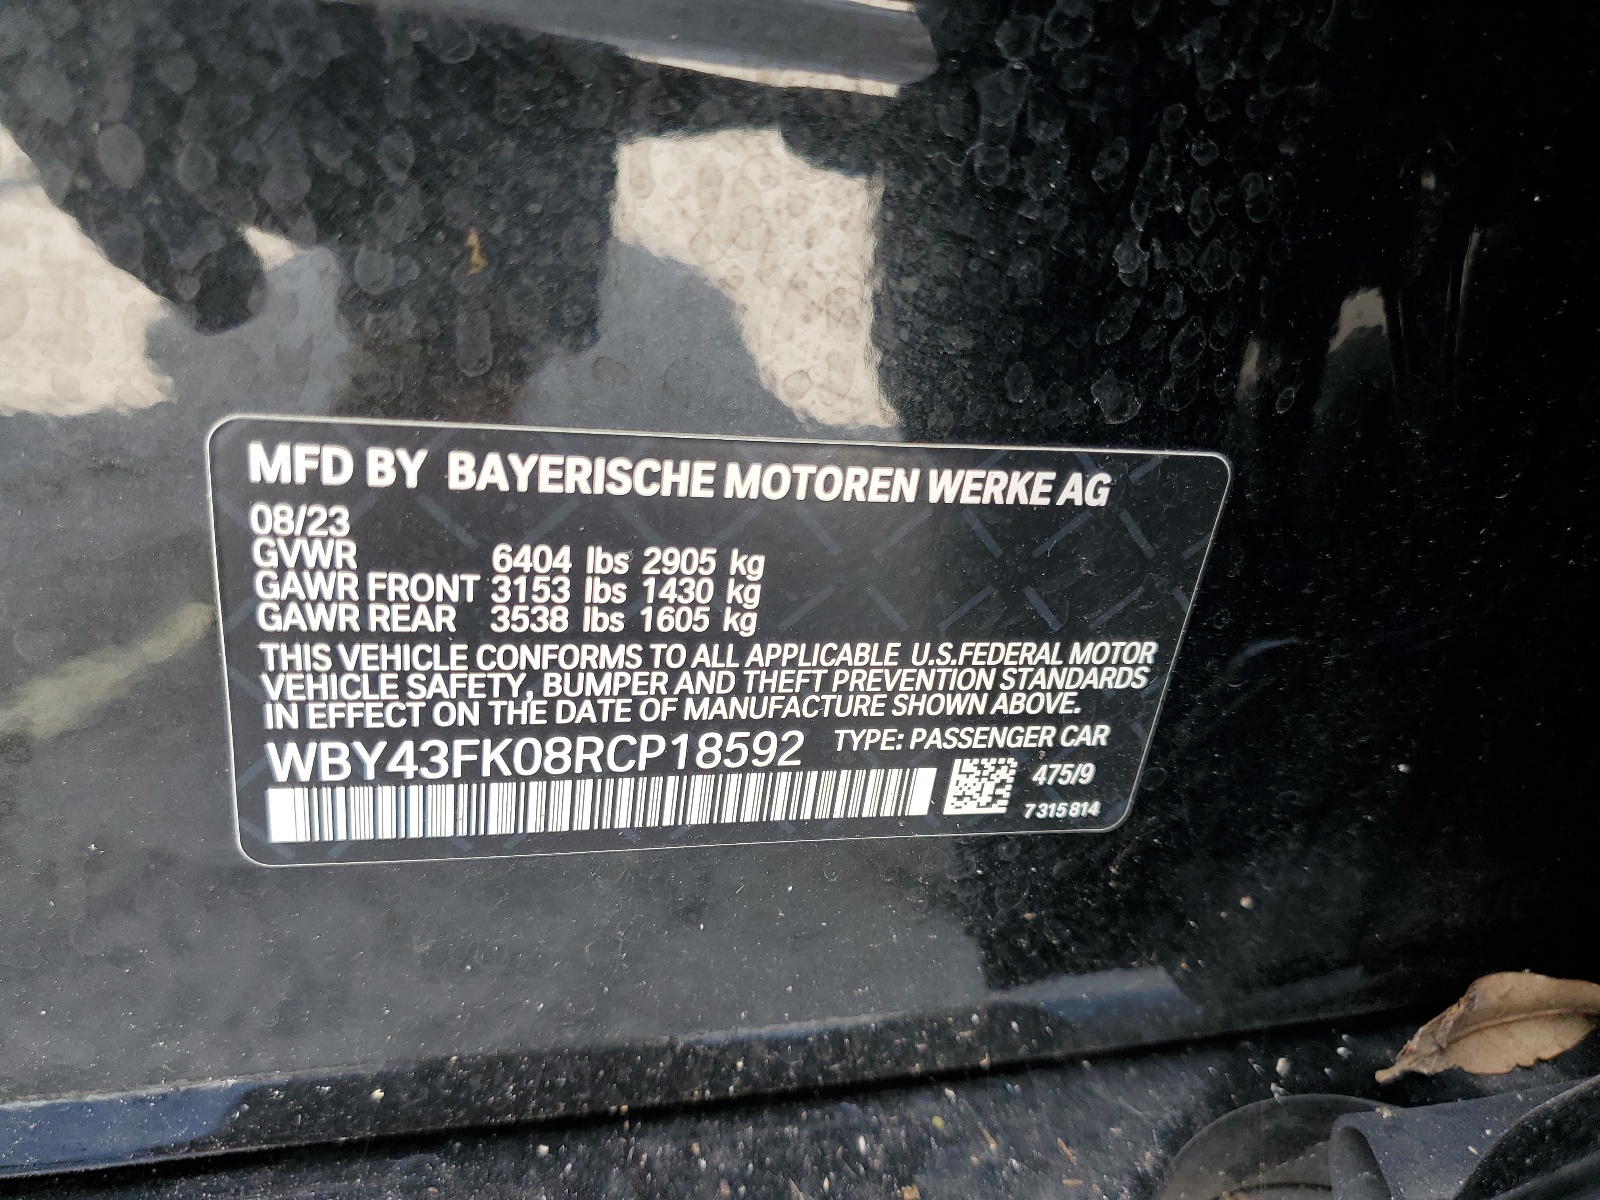 MFD BY BAYERISCHE MOTOREN WERKE AG
08/23
GVWR 6404 lbs 2905 kg
GAWR FRONT 3153 lbs 1430 kg
GAWR REAR 3538 lbs 1605 kg
THIS VEHICLE CONFORMS TO ALL APPLICABLE U.S.FEDERAL MOTOR
VEHICLE SAFETY, BUMPER AND THEFT PREVENTION STANDARDS
IN EFFECT ON THE DATE OF MANUFACTURE SHOWN ABOVE.
WBY43FK08RCP18592 TYPE: PASSENGER CAR
475/9
7 315 814